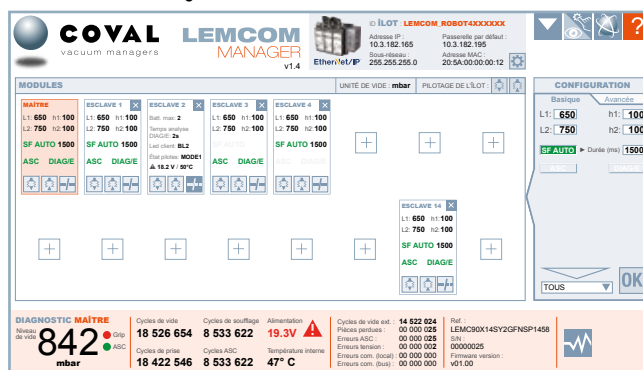 COVAL
vacuum managers
LEMCOM
MANAGER
v1.4
EtherNet/IP
ID ÎLOT : LEMCOM_ROBOT4XXXXXX
Adresse IP :
10.3.182.165
Passerelle par défaut :
10.3.182.195
Sous-réseau :
255.255.255.0
Adresse MAC :
20:5A:00:00:00:12
?
MODULES
UNITÉ DE VIDE : mbar
PILOTAGE DE L'ÎLOT :
MAÎTRE
L1: 650 h1: 100
L2: 750 h2: 100
SF AUTO 1500
ASC DIAG/E
ESCLAVE 1 X
L1: 650 h1: 100
L2: 750 h2: 100
SF AUTO 1500
ASC DIAG/E
ESCLAVE 2 X
Batt. max: 2
Temps analyse
DIAG/E: 2s
Led client: BL2
État pilotes: MODE1
18.2 V / 50°C
ESCLAVE 3 X
L1: 650 h1: 100
L2: 750 h2: 100
SF AUTO
ASC DIAG/E
ESCLAVE 4 X
L1: 650 h1: 100
L2: 750 h2: 100
SF AUTO 1500
ASC DIAG/E
ESCLAVE 14 X
L1: 650 h1: 100
L2: 750 h2: 100
SF AUTO 1500
ASC DIAG/E
CONFIGURATION
Basique Avancée
L1: 650 h1: 100
L2: 750 h2: 100
SF AUTO Durée (ms) 1500
ASC
TOUS
OK
DIAGNOSTIC MAÎTRE
Niveau
de vide
842
mbar
Grip
ASC
Cycles de vide
18 526 654
Cycles de prise
18 422 546
Cycles de soufflage
8 533 622
Cycles ASC
8 533 622
Alimentation
19.3V
Température interne
47° C
Cycles de vide ext. : 14 522 024
Pièces perdues : 00 000 025
Erreurs ASC : 00 000 025
Erreurs tension : 00 000 002
Erreurs com. (local) : 00 000 000
Erreurs com. (bus) : 00 000 000
Ref. :
LEMC90X14SY2GFNSP1458
S/N :
00000025
Firmware version :
v01.00